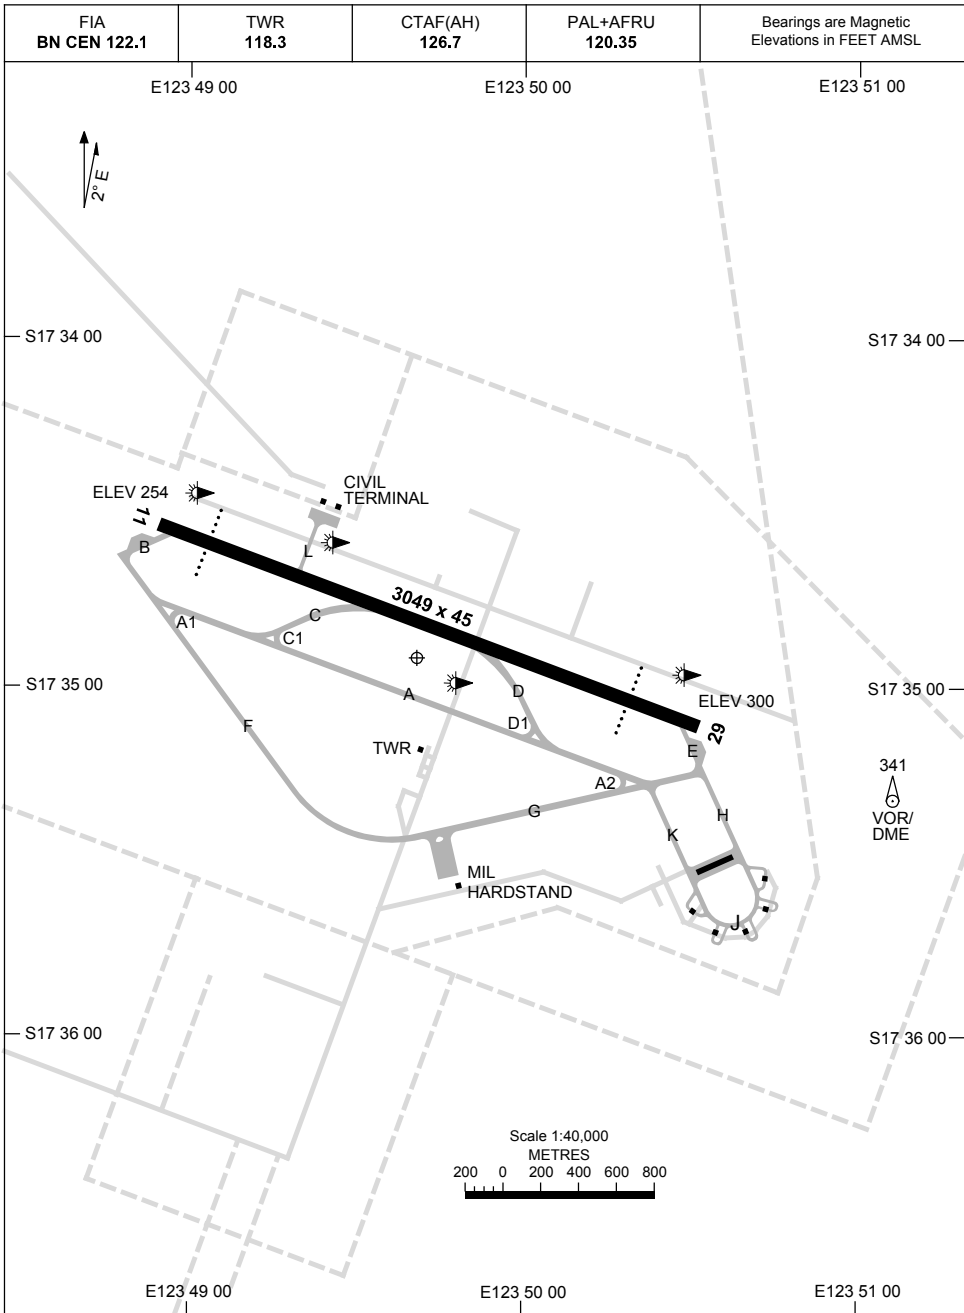 FIA
BN CEN 122.1
TWR
118.3
CTAF(AH)
126.7
PAL+AFRU
120.35
Bearings are Magnetic
Elevations in FEET AMSL
E123 49 00
E123 50 00
E123 51 00
2° E
S17 34 00
S17 34 00
CIVIL
TERMINAL
ELEV 254
11
B
L
3049 x 45
A1
C
C1
S17 35 00
S17 35 00
A
D
D1
ELEV 300
29
F
TWR
E
A2
341
VOR/
DME
G
H
K
MIL
HARDSTAND
J
S17 36 00
S17 36 00
Scale 1:40,000
METRES
200 0 200 400 600 800
E123 49 00
E123 50 00
E123 51 00